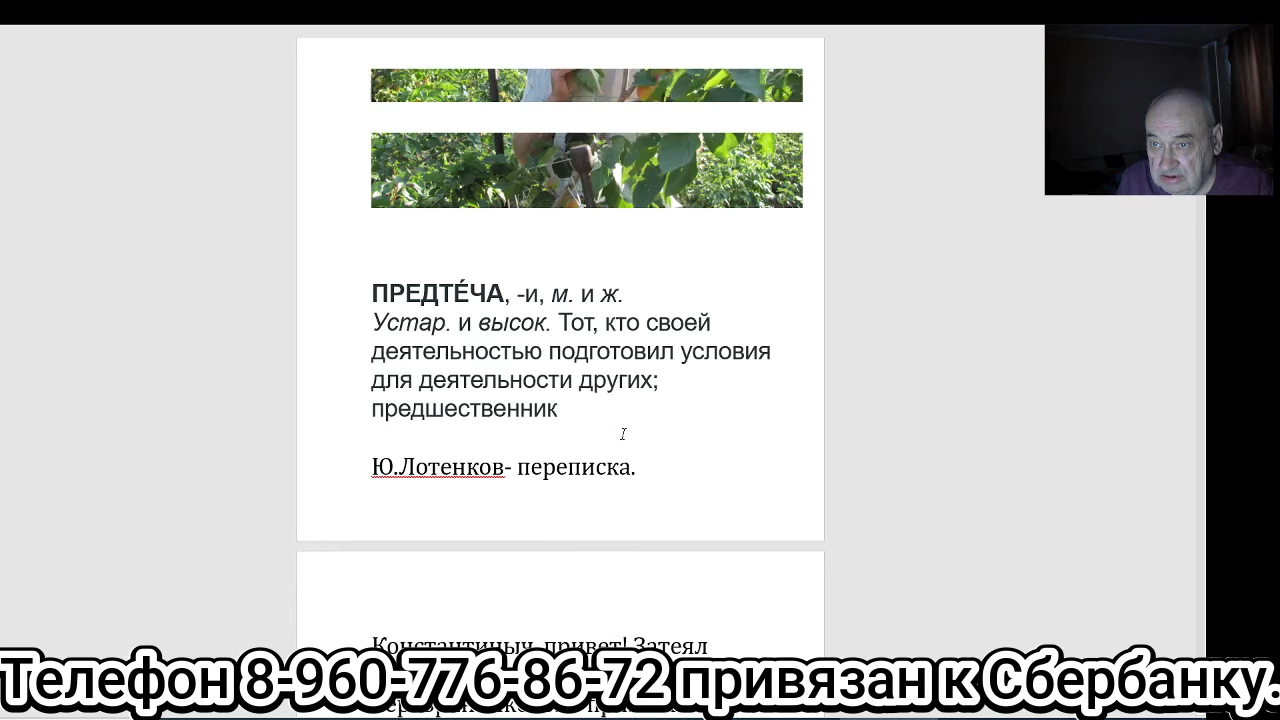 ПРЕДТЕ́ЧА, -и, м. и ж.
Устар. и высок. Тот, кто своей
деятельностью подготовил условия
для деятельности других;
предшественник
Ю.Лотенков- переписка.
Константиныч, привет! Затеял
Телефон 8-960-776-86-72 привязан к Сбербанку.